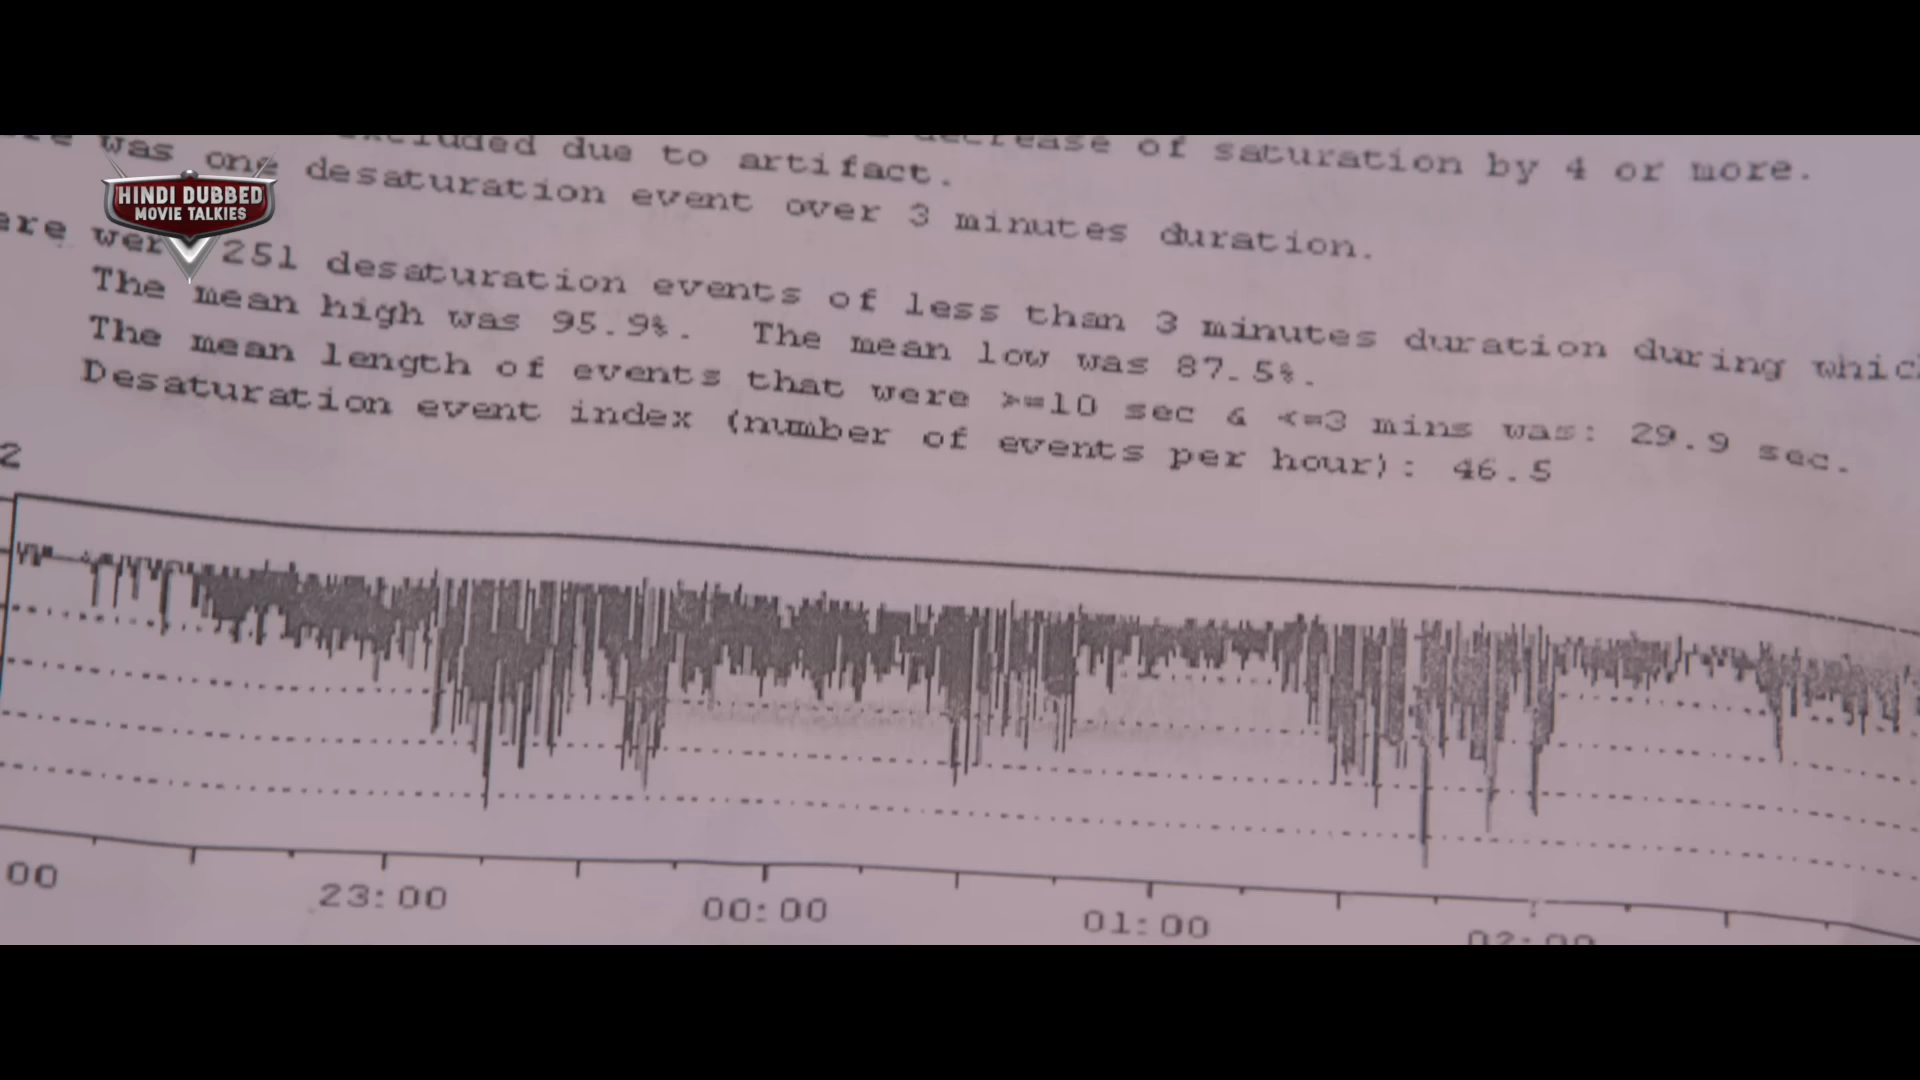 excluded due to artifact. decrease of saturation by 4 or more.
was one desaturation event over 3 minutes duration.
251 desaturation events of less than 3 minutes duration during
The mean high was 95.9%. The mean low was 87.5%.
The mean length of events that were >=10 sec & <=3 mins was: 29.9 sec.
Desaturation event index (number of events per hour): 46.5
2
00 23:00 00:00 01:00 02:00
HINDI DUBBED
MOVIE TALKIES